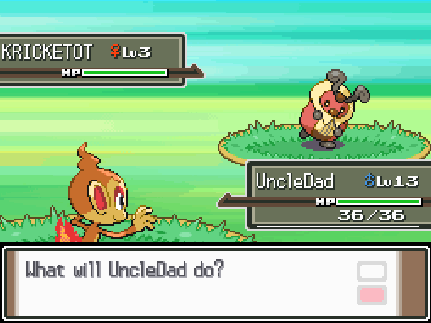 KRICKETOT ♀Lv3
HP
UncleDad ♂Lv13
HP
36/36
What will UncleDad do?